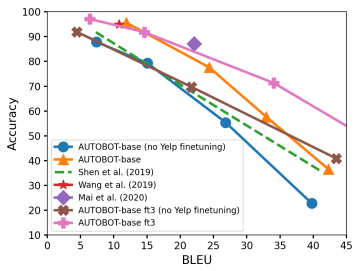 100
90
80
70
60
50
40
30
20
10
Accuracy
AUTOBOT-base (no Yelp finetuning)
AUTOBOT-base
Shen et al. (2019)
Wang et al. (2019)
Mai et al. (2020)
AUTOBOT-base ft3 (no Yelp finetuning)
AUTOBOT-base ft3
0 5 10 15 20 25 30 35 40 45
BLEU